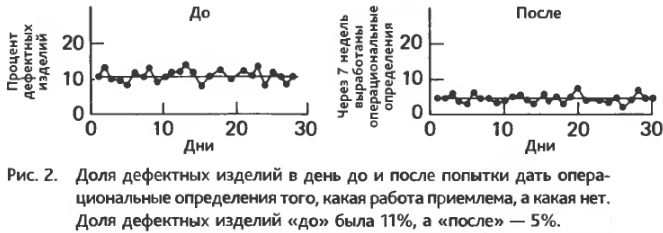 До
После
Процент
дефектных
изделий
20
10
0
0
10
20
30
Дни
Через 7 недель
выработаны
операциональные
определения
20
10
0
0
10
20
30
Дни
Рис. 2. Доля дефектных изделий в день до и после попытки дать опера-
циональные определения того, какая работа приемлема, а какая нет.
Доля дефектных изделий «до» была 11%, а «после» — 5%.